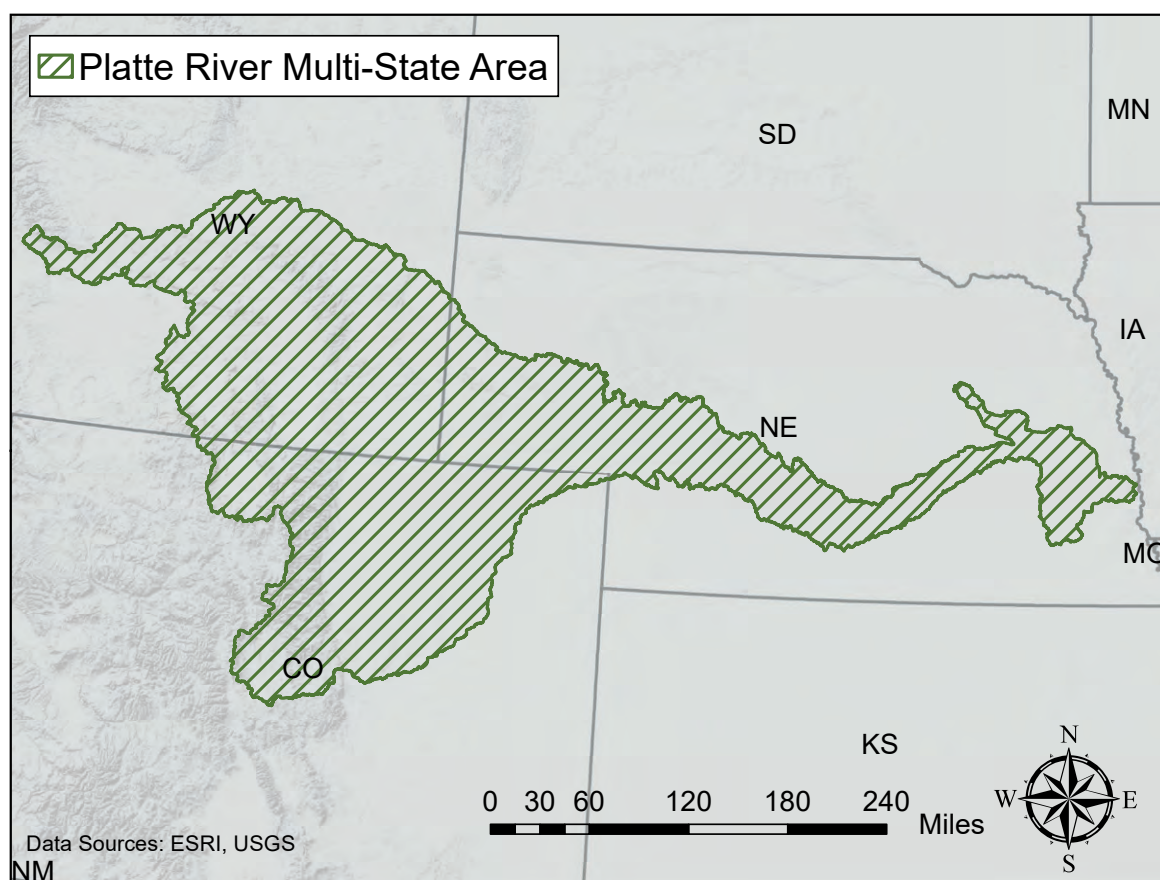 Platte River Multi-State Area
MN
SD
WY
IA
NE
MO
CO
KS
N
W E
S
0 30 60 120 180 240
Miles
Data Sources: ESRI, USGS
NM